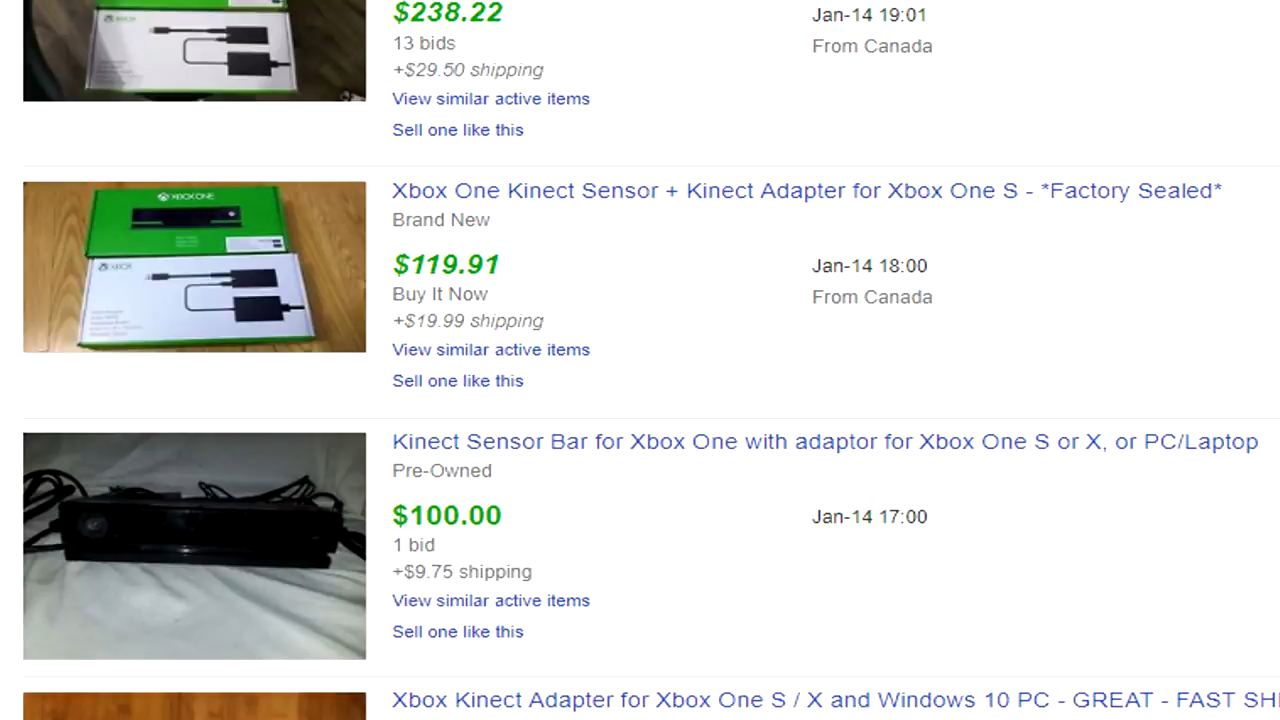 XBOX
$238.22
Jan-14 19:01
13 bids
From Canada
+$29.50 shipping
View similar active items
Sell one like this
Xbox One Kinect Sensor + Kinect Adapter for Xbox One S - *Factory Sealed*
Brand New
XBOX ONE
XBOX
$119.91
Jan-14 18:00
Buy It Now
From Canada
+$19.99 shipping
View similar active items
Sell one like this
Kinect Sensor Bar for Xbox One with adaptor for Xbox One S or X, or PC/Laptop
Pre-Owned
$100.00
Jan-14 17:00
1 bid
+$9.75 shipping
View similar active items
Sell one like this
Xbox Kinect Adapter for Xbox One S / X and Windows 10 PC - GREAT - FAST SHI